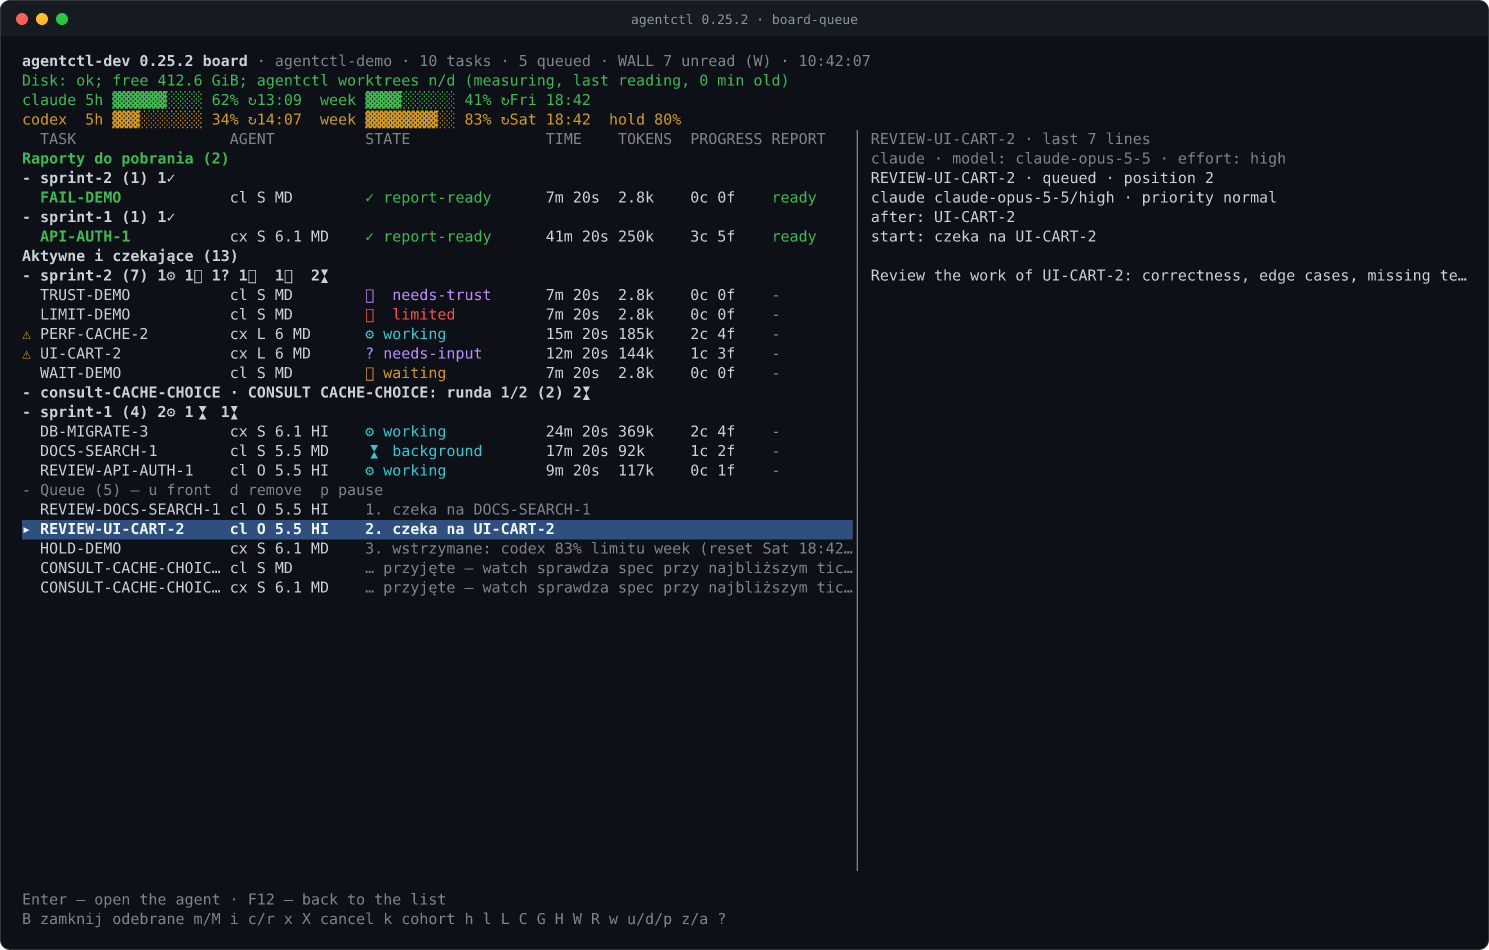 agentctl 0.25.2 · board-queue
agentctl-dev 0.25.2 board · agentctl-demo · 10 tasks · 5 queued · WALL 7 unread (W) · 10:42:07
Disk: ok; free 412.6 GiB; agentctl worktrees n/d (measuring, last reading, 0 min old)
claude 5h ▓▓▓▓▓▓░░░░ 62% ↻13:09 week ▓▓▓▓░░░░░░ 41% ↻Fri 18:42
codex 5h ▓▓▓░░░░░░░ 34% ↻14:07 week ▓▓▓▓▓▓▓▓░░ 83% ↻Sat 18:42 hold 80%
TASK AGENT STATE TIME TOKENS PROGRESS REPORT
Raporty do pobrania (2)
- sprint-2 (1) 1✓
FAIL-DEMO cl S MD ✓ report-ready 7m 20s 2.8k 0c 0f ready
- sprint-1 (1) 1✓
API-AUTH-1 cx S 6.1 MD ✓ report-ready 41m 20s 250k 3c 5f ready
Aktywne i czekające (13)
- sprint-2 (7) 1⚙ 1▯ 1? 1▯ 1▯ 2⧗
TRUST-DEMO cl S MD ▯ needs-trust 7m 20s 2.8k 0c 0f -
LIMIT-DEMO cl S MD ▯ limited 7m 20s 2.8k 0c 0f -
⚠ PERF-CACHE-2 cx L 6 MD ⚙ working 15m 20s 185k 2c 4f -
⚠ UI-CART-2 cx L 6 MD ? needs-input 12m 20s 144k 1c 3f -
WAIT-DEMO cl S MD ▯ waiting 7m 20s 2.8k 0c 0f -
- consult-CACHE-CHOICE · CONSULT CACHE-CHOICE: runda 1/2 (2) 2⧗
- sprint-1 (4) 2⚙ 1⧗ 1⧗
DB-MIGRATE-3 cx S 6.1 HI ⚙ working 24m 20s 369k 2c 4f -
DOCS-SEARCH-1 cl S 5.5 MD ⧗ background 17m 20s 92k 1c 2f -
REVIEW-API-AUTH-1 cl O 5.5 HI ⚙ working 9m 20s 117k 0c 1f -
- Queue (5) — u front d remove p pause
REVIEW-DOCS-SEARCH-1 cl O 5.5 HI 1. czeka na DOCS-SEARCH-1
▸ REVIEW-UI-CART-2 cl O 5.5 HI 2. czeka na UI-CART-2
HOLD-DEMO cx S 6.1 MD 3. wstrzymane: codex 83% limitu week (reset Sat 18:42…
CONSULT-CACHE-CHOIC… cl S MD … przyjęte — watch sprawdza spec przy najbliższym tic…
CONSULT-CACHE-CHOIC… cx S 6.1 MD … przyjęte — watch sprawdza spec przy najbliższym tic…
REVIEW-UI-CART-2 · last 7 lines
claude · model: claude-opus-5-5 · effort: high
REVIEW-UI-CART-2 · queued · position 2
claude claude-opus-5-5/high · priority normal
after: UI-CART-2
start: czeka na UI-CART-2
Review the work of UI-CART-2: correctness, edge cases, missing te…
Enter — open the agent · F12 — back to the list
B zamknij odebrane m/M i c/r x X cancel k cohort h l L C G H W R w u/d/p z/a ?